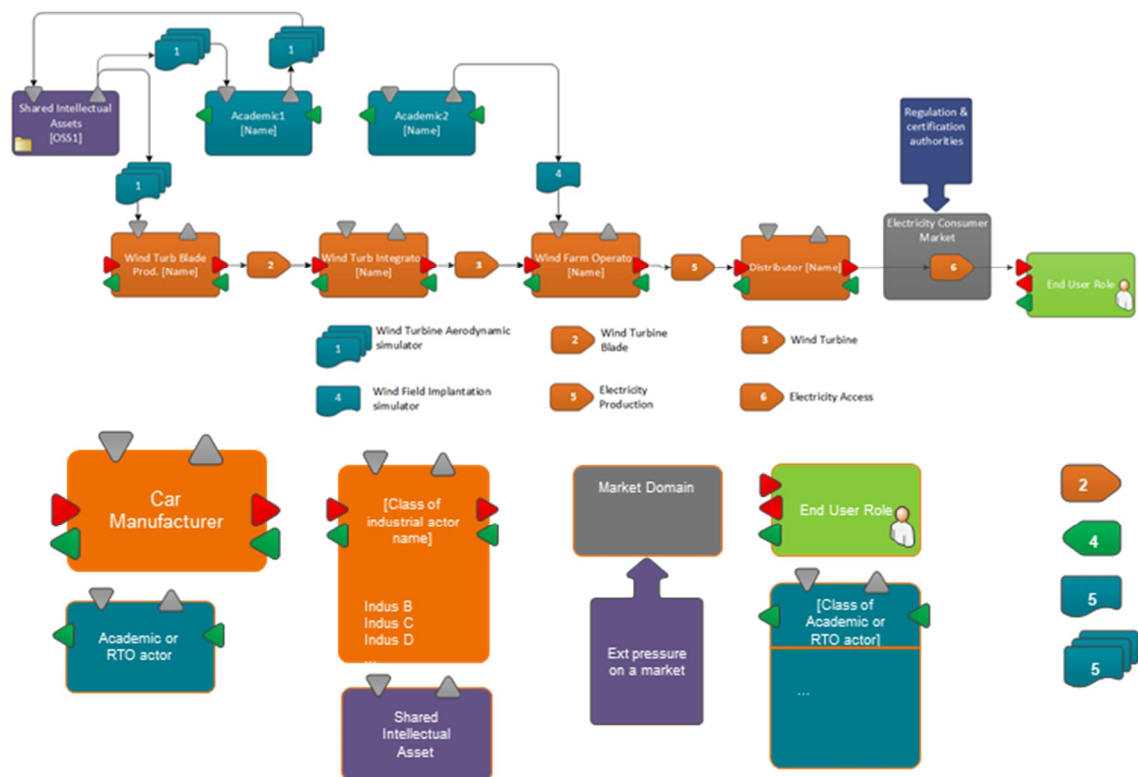 1
1
Shared Intellectual
Assets
[OSS1]
Academic1
[Name]
Academic2
[Name]
Regulation &
certification
authorities
1
4
Wind Turb Blade
Prod. [Name]
2
Wind Turb Integrator
[Name]
3
Wind Farm Operator
[Name]
5
Distributor [Name]
Electricity Consumer
Market
6
End User Role
1
Wind Turbine Aerodynamic
simulator
2
Wind Turbine
Blade
3
Wind Turbine
4
Wind Field Implantation
simulator
5
Electricity
Production
6
Electricity Access
Car
Manufacturer
[Class of
industrial actor
name]
Indus B
Indus C
Indus D
...
Market Domain
End User Role
2
4
5
5
Academic or
RTO actor
Shared
Intellectual
Asset
Ext pressure
on a market
[Class of
Academic or
RTO actor]
...